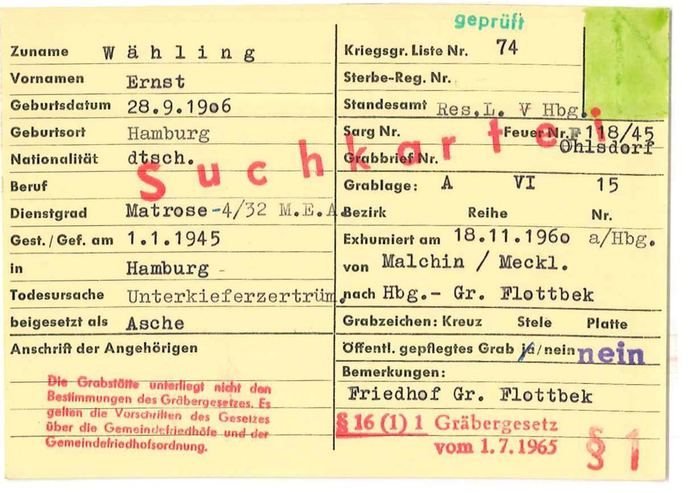 geprüft
Zuname W ä h l i n g
Vornamen Ernst
Geburtsdatum 28.9.19o6
Geburtsort Hamburg
Nationalität dtsch.
Beruf
Dienstgrad Matrose -4/32 M.E.A.
Gest./Gef. am 1.1.1945
in Hamburg -
Todesursache Unterkieferzertrüm.
beigesetzt als Asche
Anschrift der Angehörigen
Die Grabstätte unterliegt nicht den
Bestimmungen des Gräbergesetzes. Es
gelten die Vorschriften des Gesetzes
über die Gemeindefriedhöfe und der
Gemeindefriedhofsordnung.
Suchkartei
Kriegsgr. Liste Nr. 74
Sterbe-Reg. Nr.
Standesamt Res.L. V Hbg.
Sarg Nr. Feuer Nr. F 118/45
Ohlsdorf
Grabbrief Nr.
Grablage: A VI 15
Bezirk Reihe Nr.
Exhumiert am 18.11.196o a/Hbg.
von Malchin / Meckl.
nach Hbg.- Gr. Flottbek
Grabzeichen: Kreuz Stele Platte
Öffentl. gepflegtes Grab ja/nein nein
Bemerkungen:
Friedhof Gr. Flottbek
§ 16 (1) 1 Gräbergesetz
vom 1.7.1965
§ 1